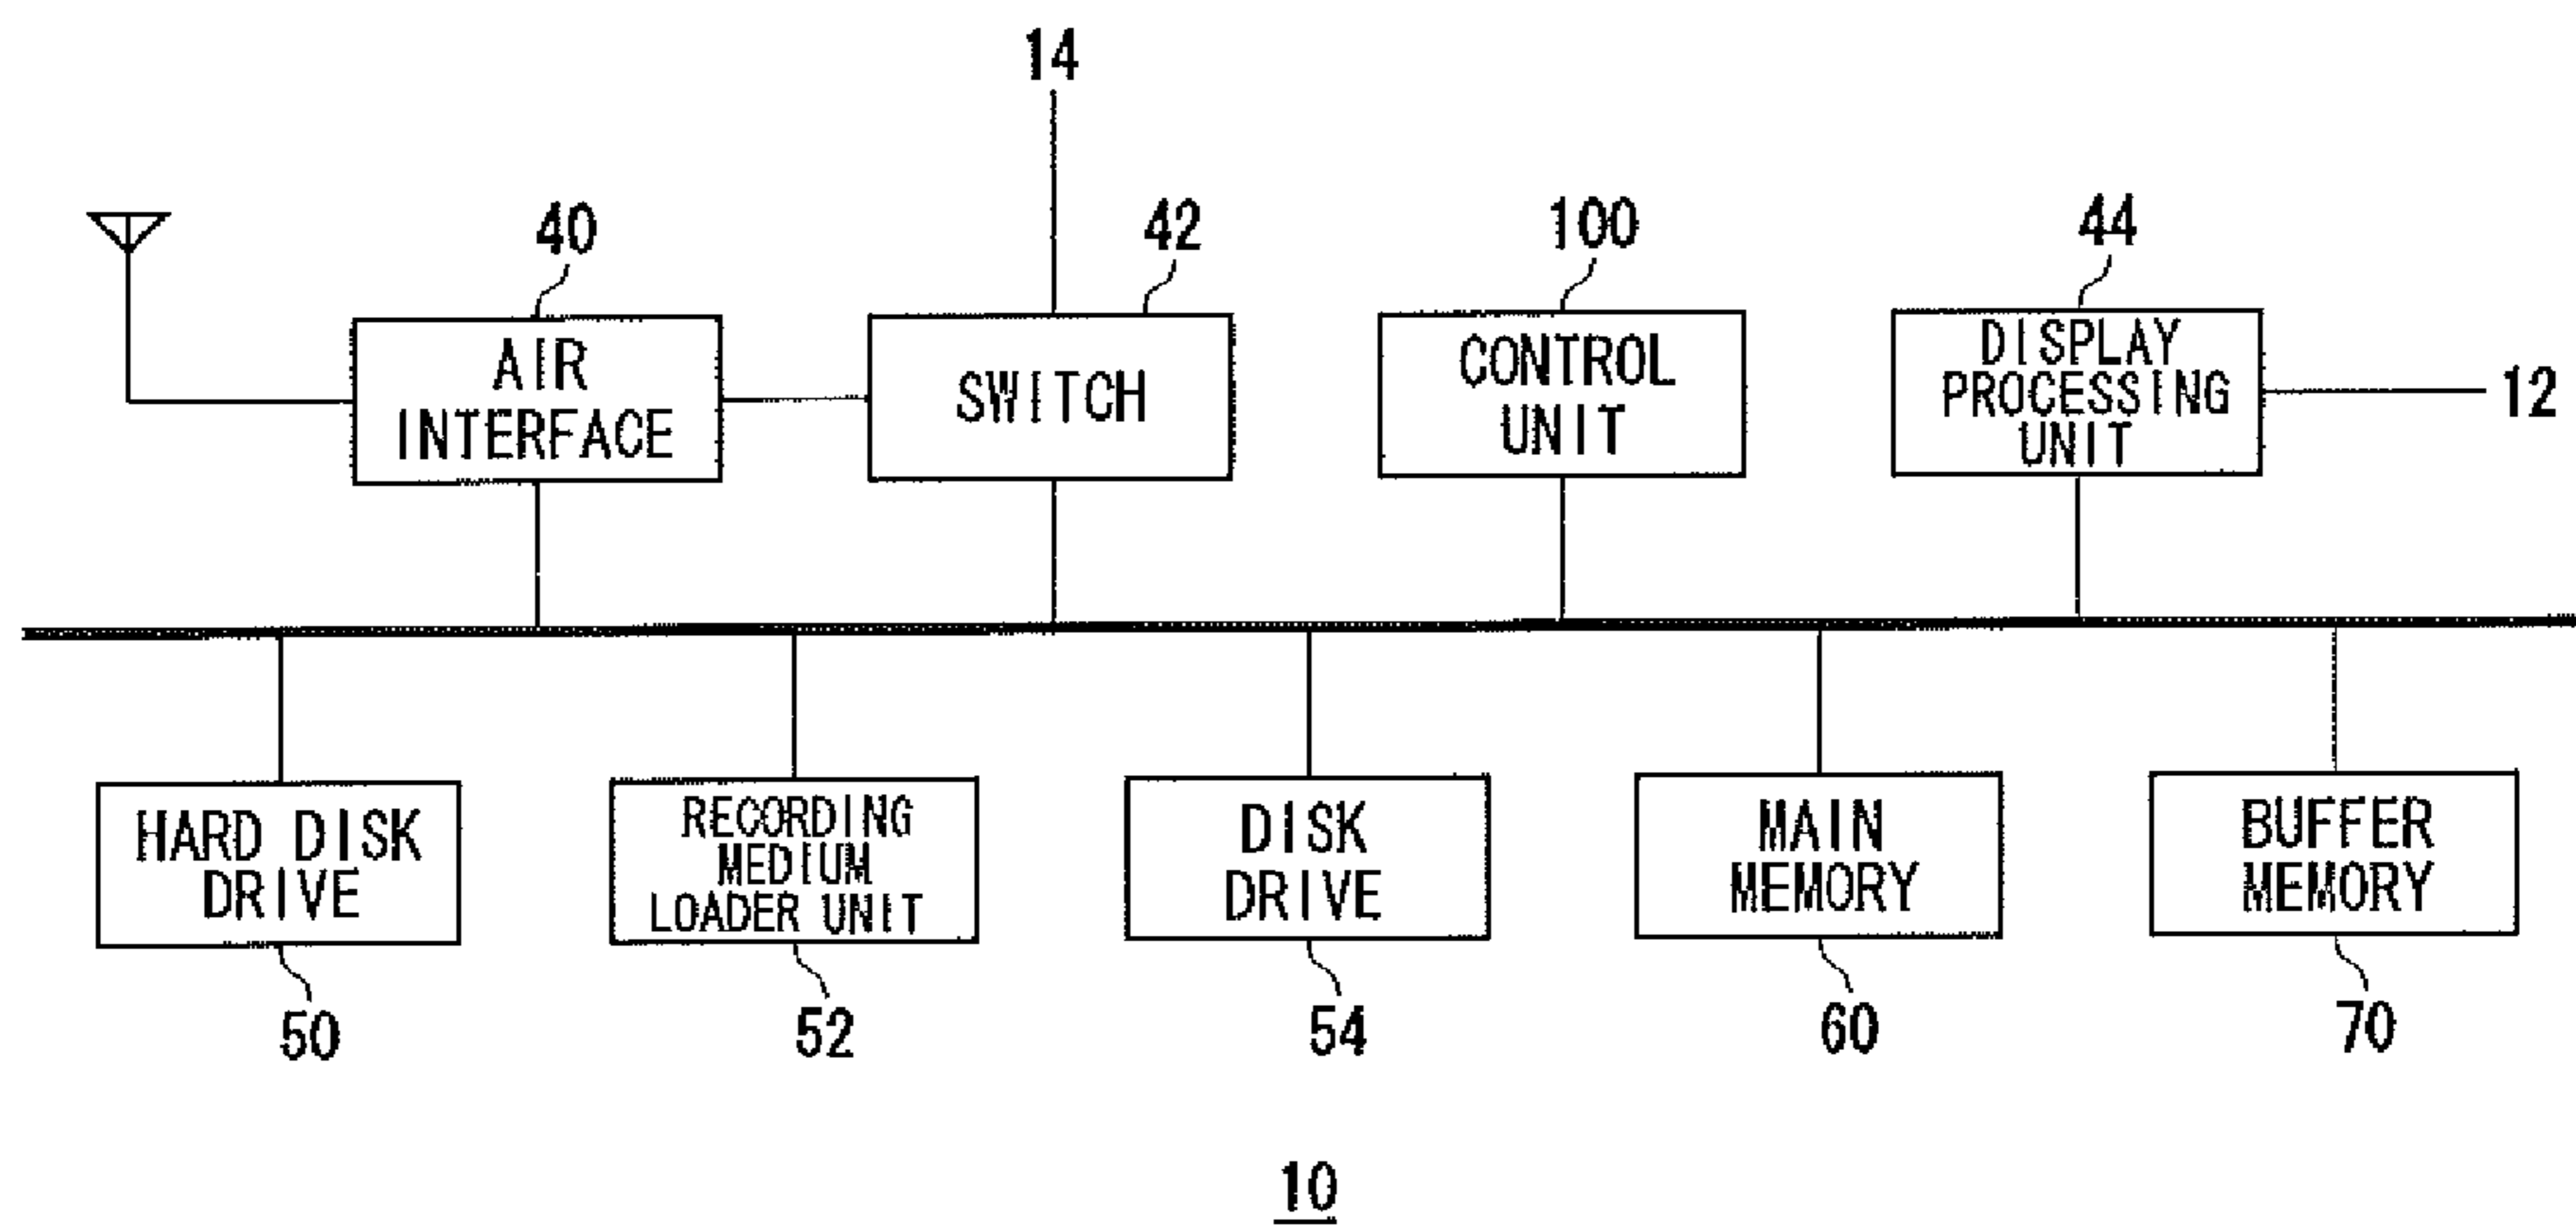 14
40
42
100
44
AIR
INTERFACE
SWITCH
CONTROL
UNIT
DISPLAY
PROCESSING
UNIT
12
HARD DISK
DRIVE
RECORDING
MEDIUM
LOADER UNIT
DISK
DRIVE
MAIN
MEMORY
BUFFER
MEMORY
50
52
54
60
70
10